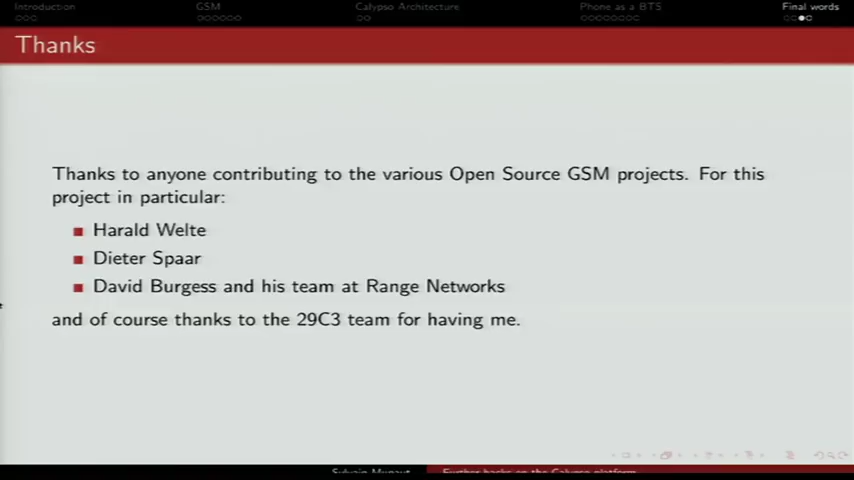 Introduction GSM Calypso Architecture Phone as a BTS Final words
Thanks
Thanks to anyone contributing to the various Open Source GSM projects. For this
project in particular:
Harald Welte
Dieter Spaar
David Burgess and his team at Range Networks
and of course thanks to the 29C3 team for having me.
Sylvain Munaut Further hacks on the Calypso platform